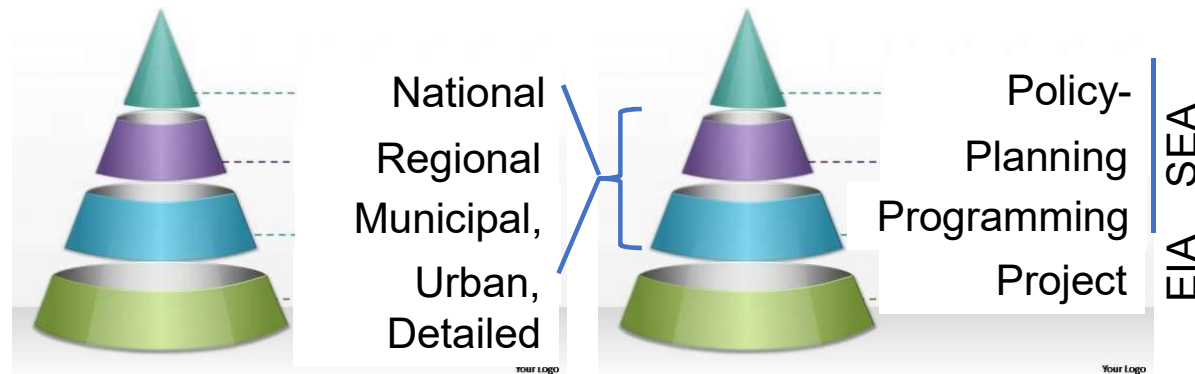 National
Regional
Municipal,
Urban,
Detailed
Your Logo
Policy-
Planning
Programming
Project
SEA
EIA
Your Logo